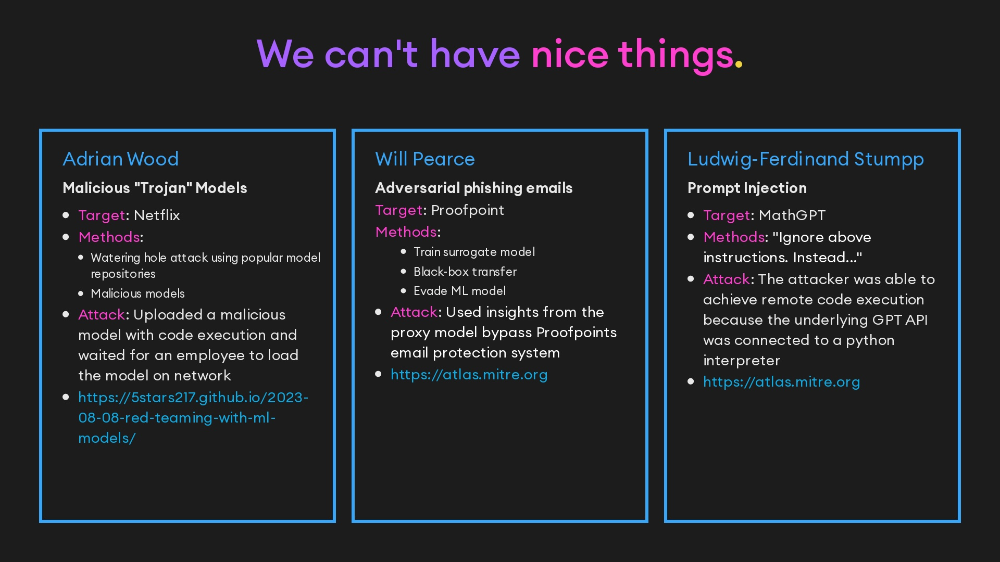 We can't have nice things.
Adrian Wood
Malicious "Trojan" Models
Target: Netflix
Methods:
Watering hole attack using popular model
repositories
Malicious models
Attack: Uploaded a malicious
model with code execution and
waited for an employee to load
the model on network
https://5stars217.github.io/2023-
08-08-red-teaming-with-ml-
models/
Will Pearce
Adversarial phishing emails
Target: Proofpoint
Methods:
Train surrogate model
Black-box transfer
Evade ML model
Attack: Used insights from the
proxy model bypass Proofpoints
email protection system
https://atlas.mitre.org
Ludwig-Ferdinand Stumpp
Prompt Injection
Target: MathGPT
Methods: "Ignore above
instructions. Instead..."
Attack: The attacker was able to
achieve remote code execution
because the underlying GPT API
was connected to a python
interpreter
https://atlas.mitre.org